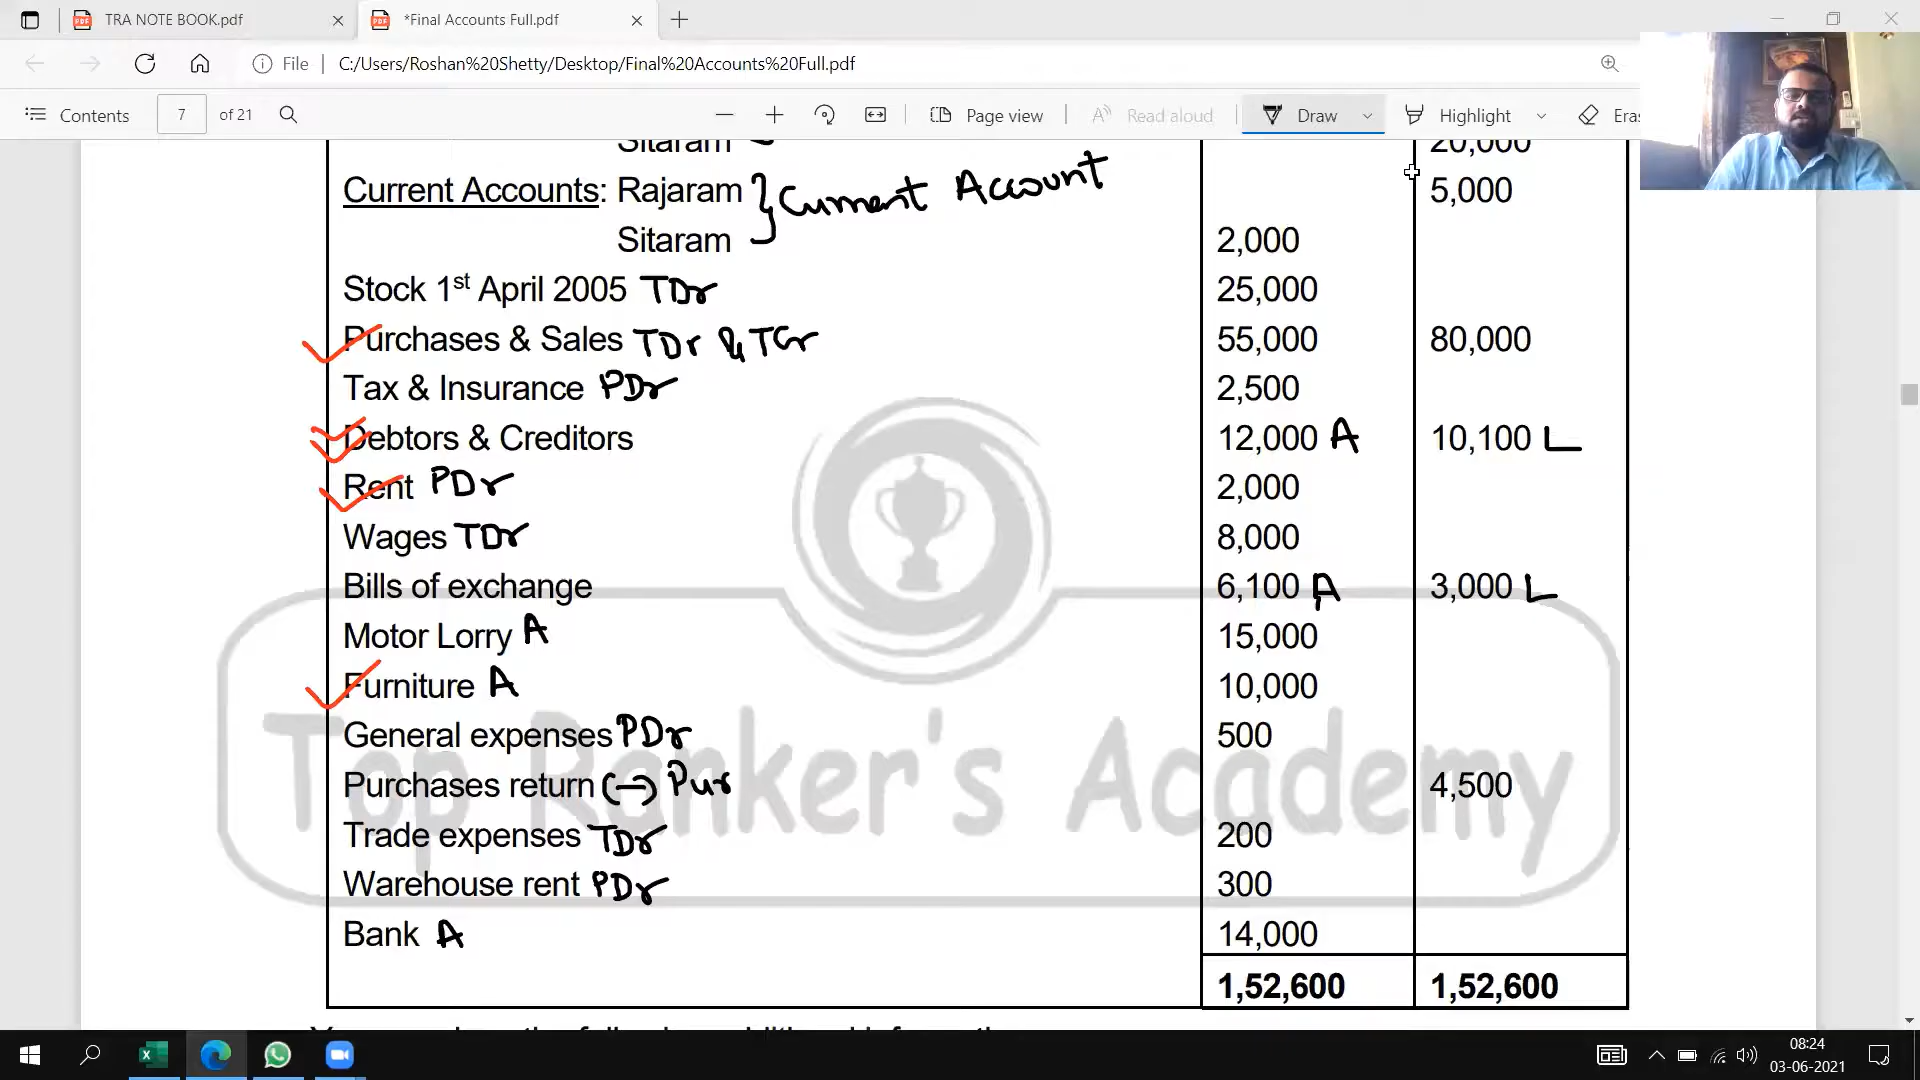 TRA NOTE BOOK.pdf
*Final Accounts Full.pdf
File C:/Users/Roshan%20Shetty/Desktop/Final%20Accounts%20Full.pdf
Contents 7 of 21 Page view Read aloud Draw Highlight Eras
Sitaram 20,000
Current Accounts: Rajaram } Current Account 5,000
Sitaram 2,000
Stock 1st April 2005 TDr 25,000
Purchases & Sales TDr & TCr 55,000 80,000
Tax & Insurance PDr 2,500
Debtors & Creditors 12,000 A 10,100 L
Rent PDr 2,000
Wages TDr 8,000
Bills of exchange 6,100 A 3,000 L
Motor Lorry A 15,000
Furniture A 10,000
General expenses PDr 500
Purchases return (-) Pur 4,500
Trade expenses TDr 200
Warehouse rent PDr 300
Bank A 14,000
1,52,600 1,52,600
Top Ranker's Academy
08:24
03-06-2021